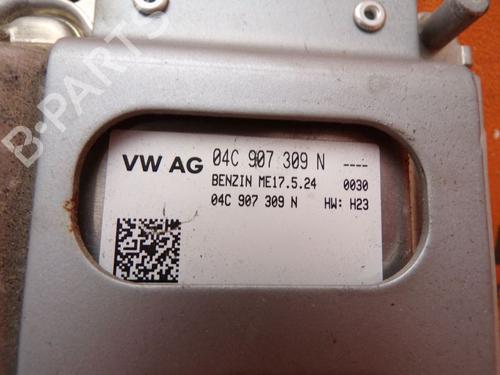 B-PARTS
VW AG 04C 907 309 N ----
BENZIN ME17.5.24 0030
04C 907 309 N HW: H23